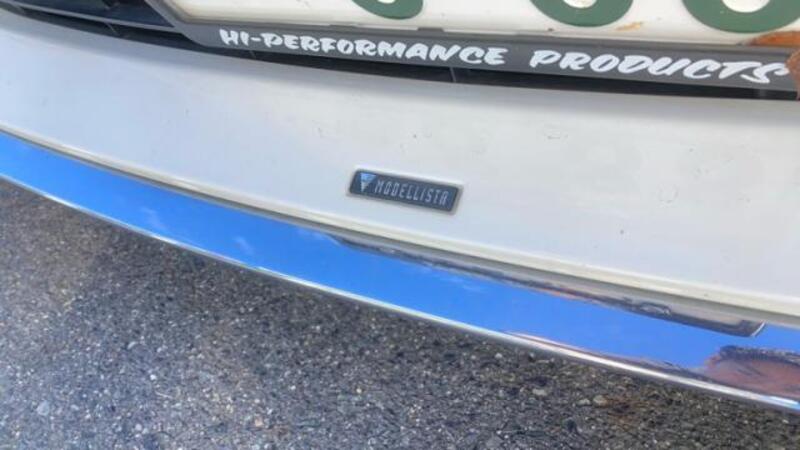 HI-PERFORMANCE PRODUCTS
MODELLISTA